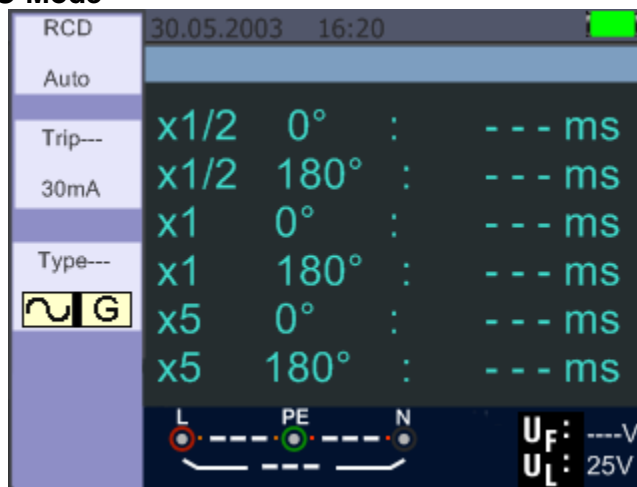 RCD
Auto
Trip---
30mA
Type---
G
30.05.2003 16:20
x1/2 0° : --- ms
x1/2 180° : --- ms
x1 0° : --- ms
x1 180° : --- ms
x5 0° : --- ms
x5 180° : --- ms
L PE N
UF: ----V
UL: 25V